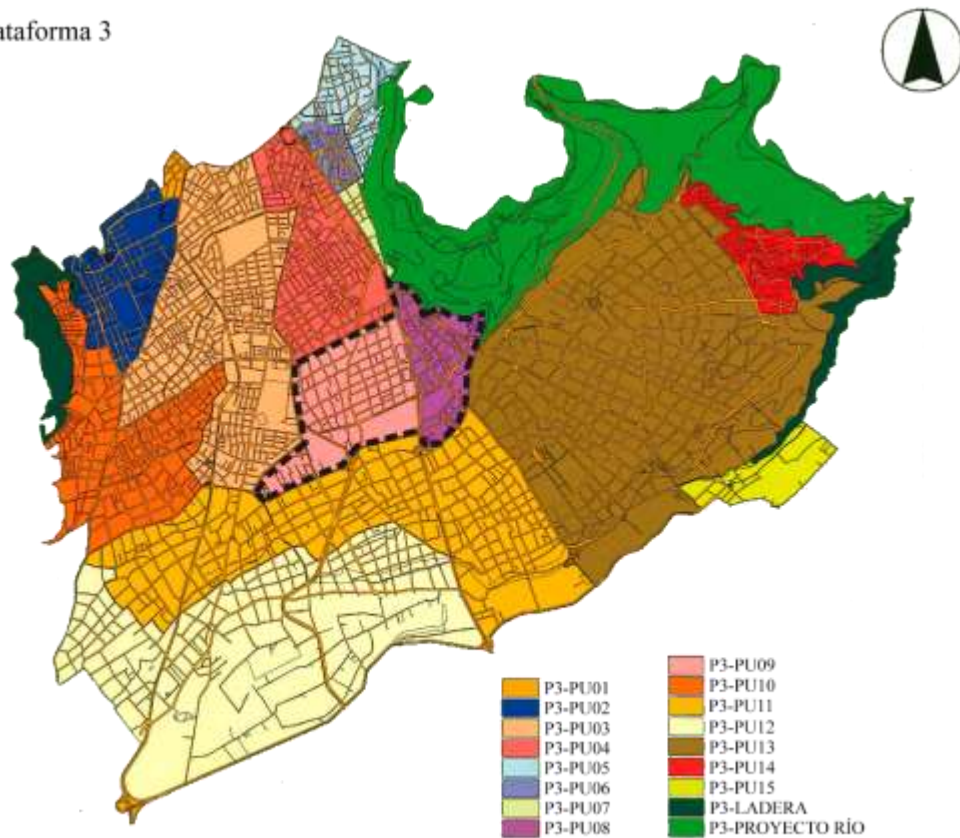 ataforma 3
P3-PU01
P3-PU02
P3-PU03
P3-PU04
P3-PU05
P3-PU06
P3-PU07
P3-PU08
P3-PU09
P3-PU10
P3-PU11
P3-PU12
P3-PU13
P3-PU14
P3-PU15
P3-LADERA
P3-PROYECTO RÍO